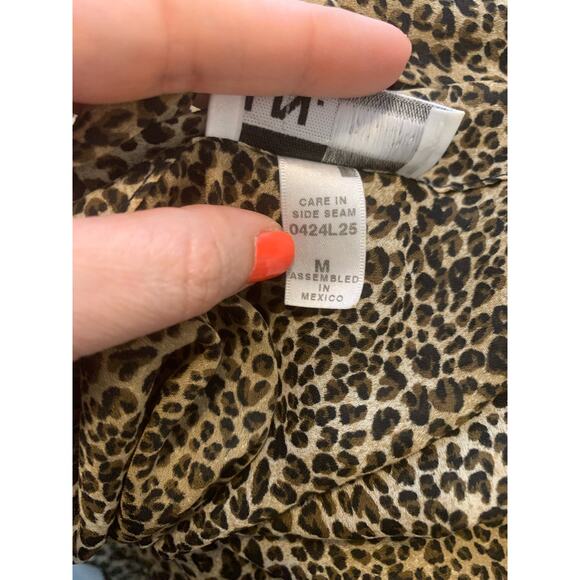 CARE IN
SIDE SEAM
0424L25
M
ASSEMBLED
IN
MEXICO